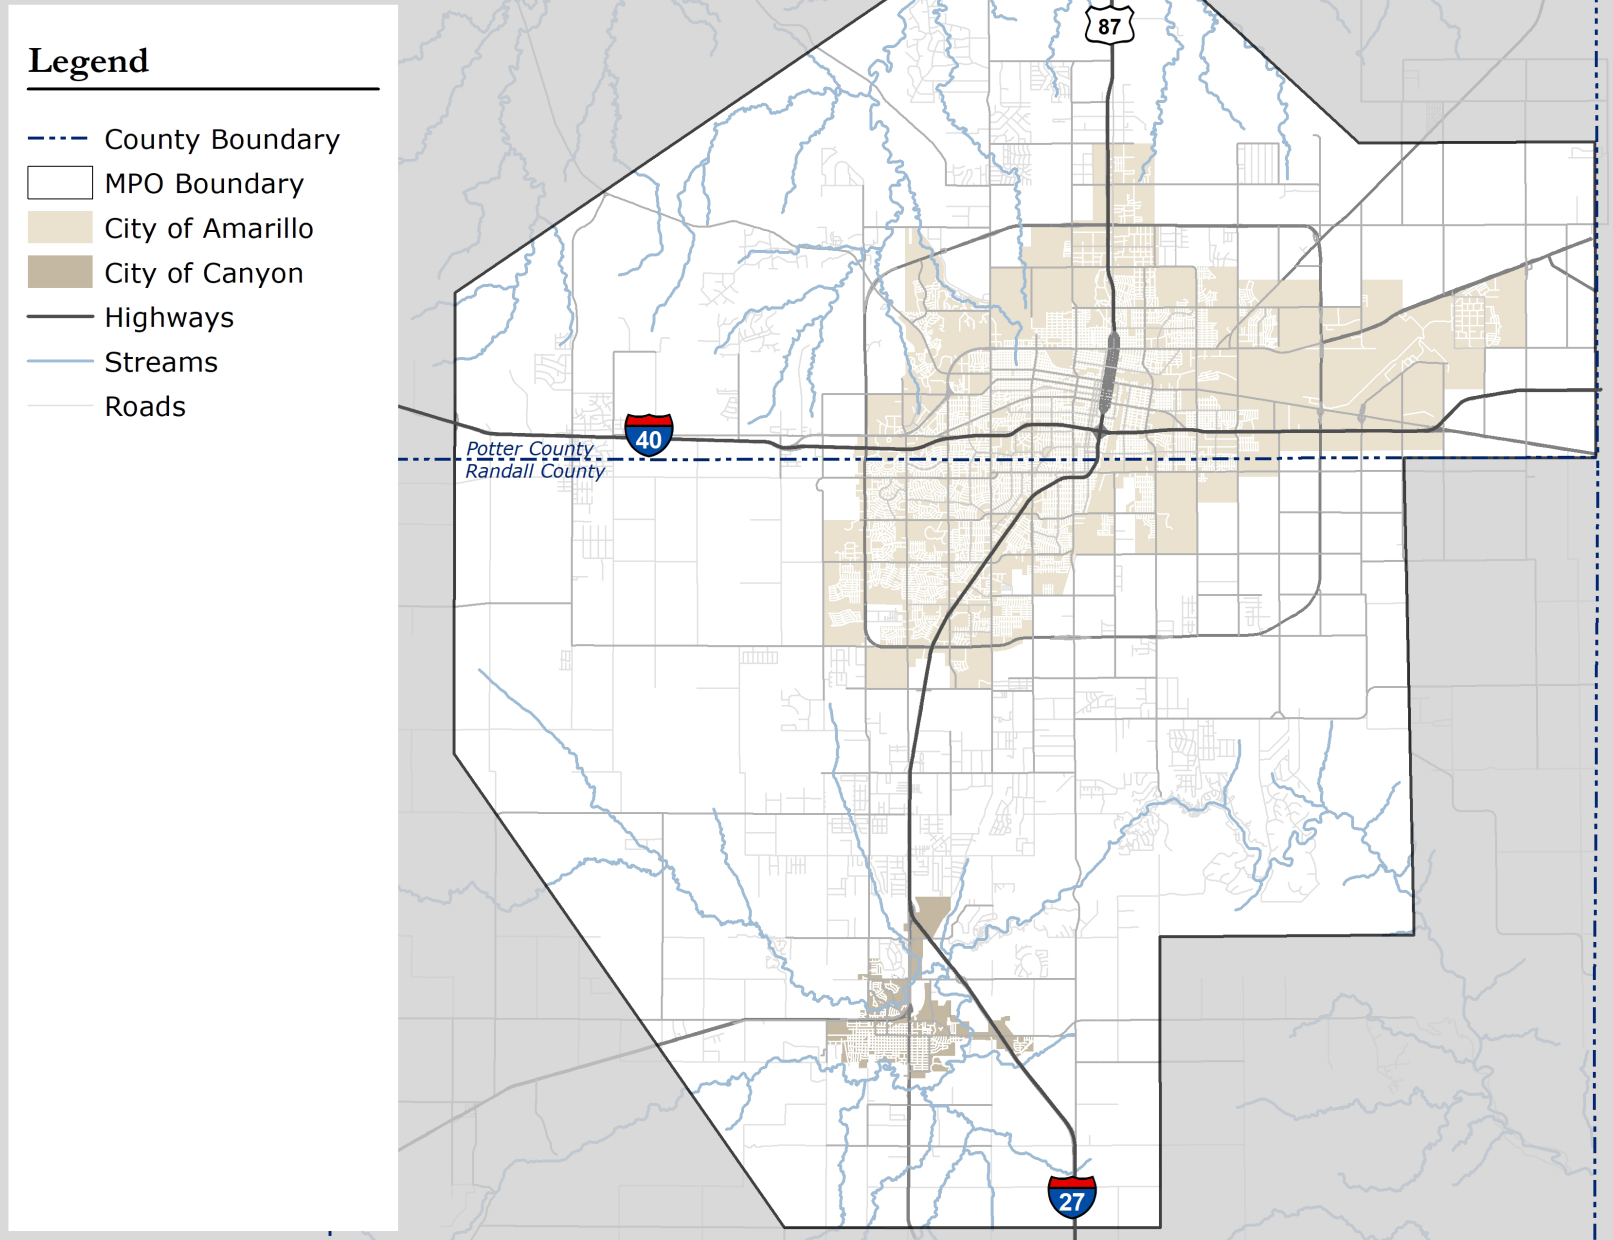 Legend
County Boundary
MPO Boundary
City of Amarillo
City of Canyon
Highways
Streams
Roads
87
40
Potter County
Randall County
27